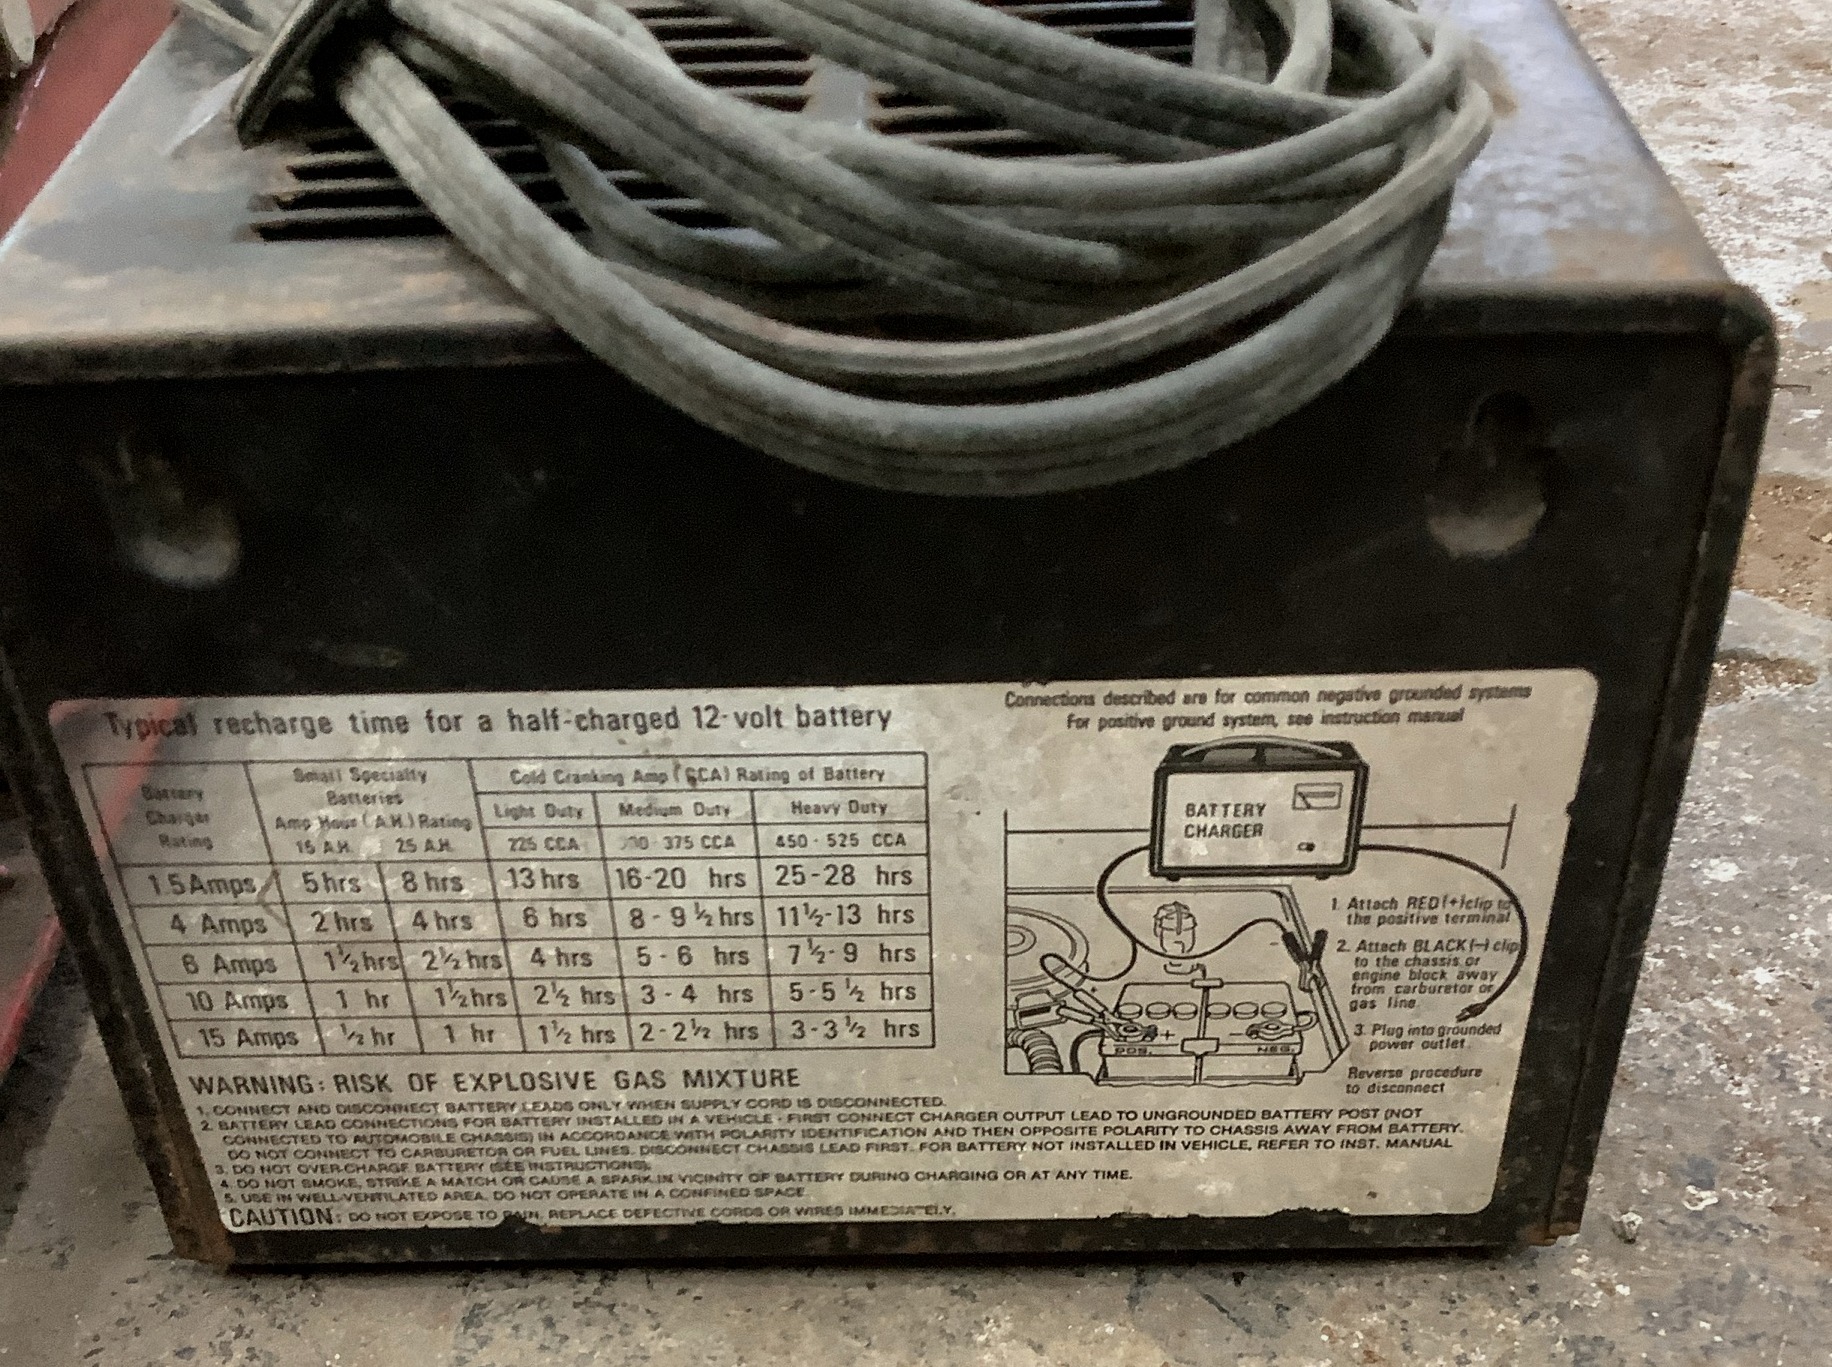 Typical recharge time for a half-charged 12-volt battery
Battery Charger Rating
Small Specialty Batteries
Amp Hour (A.H.) Rating
15 A.H. 25 A.H.
Cold Cranking Amp (CCA) Rating of Battery
Light Duty Medium Duty Heavy Duty
225 CCA 375 CCA 450 - 525 CCA
1.5 Amps 5 hrs 8 hrs 13 hrs 16-20 hrs 25-28 hrs
4 Amps 2 hrs 4 hrs 6 hrs 8 - 9 ½ hrs 11½-13 hrs
6 Amps 1½ hrs 2½ hrs 4 hrs 5 - 6 hrs 7½-9 hrs
10 Amps 1 hr 1½ hrs 2½ hrs 3 - 4 hrs 5-5 ½ hrs
15 Amps ½ hr 1 hr 1½ hrs 2-2½ hrs 3-3½ hrs
Connections described are for common negative grounded systems
For positive ground system, see instruction manual
BATTERY
CHARGER
1. Attach RED (+) clip to
the positive terminal
2. Attach BLACK (−) clip
to the chassis or
engine block away
from carburetor or
gas line.
3. Plug into grounded
power outlet.
Reverse procedure
to disconnect
− +
POS. NEG.
WARNING: RISK OF EXPLOSIVE GAS MIXTURE
1. CONNECT AND DISCONNECT BATTERY LEADS ONLY WHEN SUPPLY CORD IS DISCONNECTED.
2. BATTERY LEAD CONNECTIONS FOR BATTERY INSTALLED IN A VEHICLE - FIRST CONNECT CHARGER OUTPUT LEAD TO UNGROUNDED BATTERY POST (NOT
CONNECTED TO AUTOMOBILE CHASSIS) IN ACCORDANCE WITH POLARITY IDENTIFICATION AND THEN OPPOSITE POLARITY TO CHASSIS AWAY FROM BATTERY.
DO NOT CONNECT TO CARBURETOR OR FUEL LINES. DISCONNECT CHASSIS LEAD FIRST. FOR BATTERY NOT INSTALLED IN VEHICLE, REFER TO INST. MANUAL
3. DO NOT OVER-CHARGE BATTERY (SEE INSTRUCTIONS).
4. DO NOT SMOKE, STRIKE A MATCH OR CAUSE A SPARK IN VICINITY OF BATTERY DURING CHARGING OR AT ANY TIME.
5. USE IN WELL-VENTILATED AREA. DO NOT OPERATE IN A CONFINED SPACE.
CAUTION: DO NOT EXPOSE TO RAIN. REPLACE DEFECTIVE CORDS OR WIRES IMMEDIATELY.